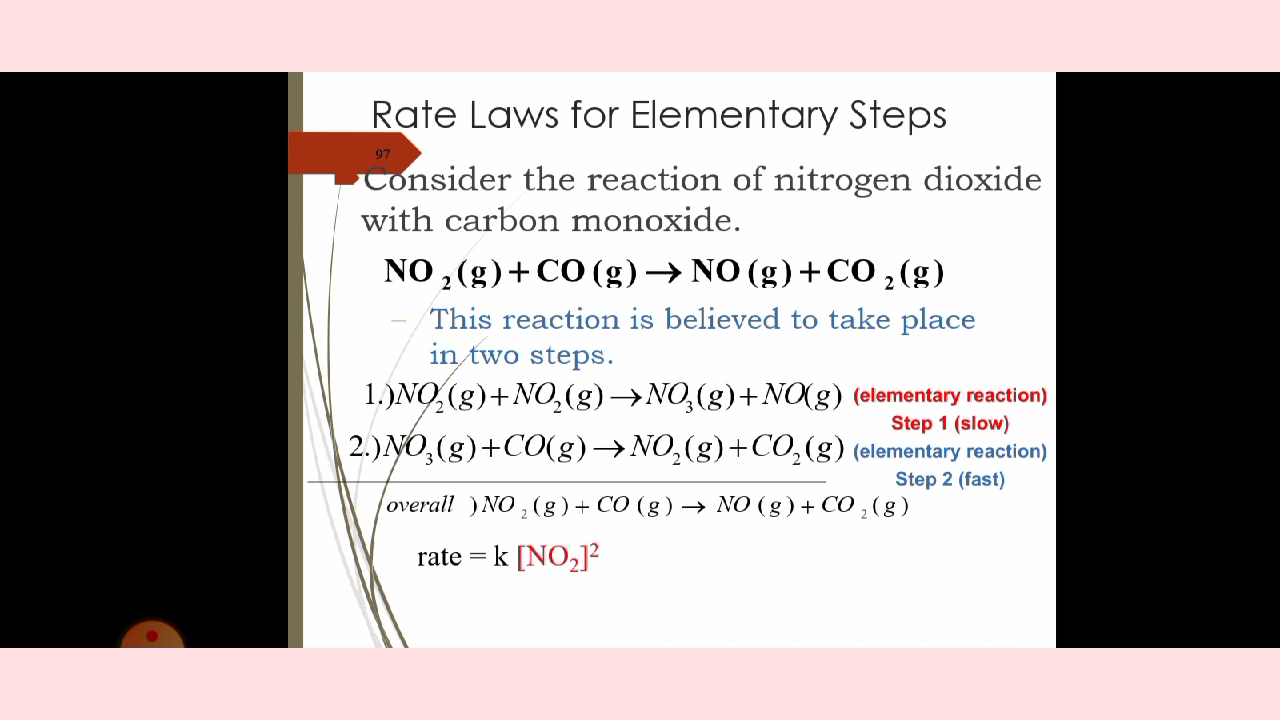 Rate Laws for Elementary Steps
97
Consider the reaction of nitrogen dioxide
with carbon monoxide.
NO₂(g) + CO(g) → NO(g) + CO₂(g)
– This reaction is believed to take place
in two steps.
1.)NO₂(g)+NO₂(g)→NO₃(g)+NO(g) (elementary reaction)
Step 1 (slow)
2.)NO₃(g)+CO(g)→NO₂(g)+CO₂(g) (elementary reaction)
Step 2 (fast)
overall )NO₂(g) + CO(g) → NO(g) + CO₂(g)
rate = k [NO₂]²